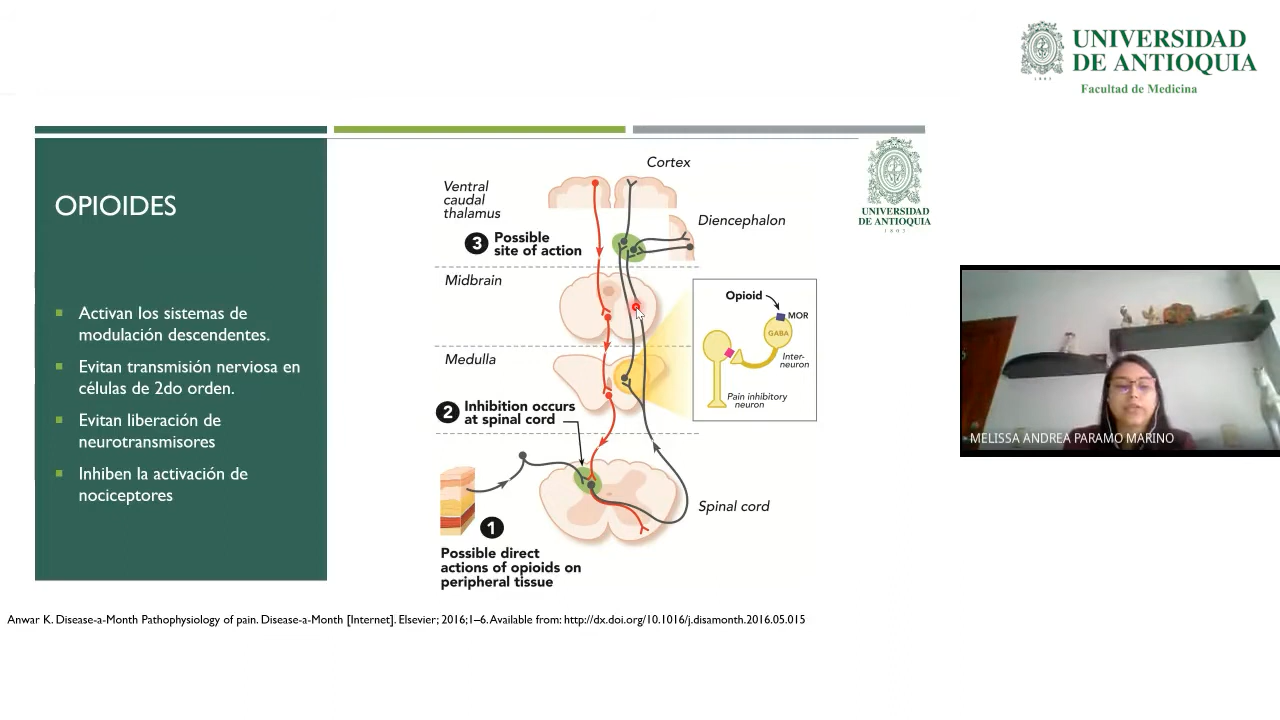 UNIVERSIDAD
DE ANTIOQUIA
1803
Facultad de Medicina
OPIOIDES
Activan los sistemas de
modulación descendentes.
Evitan transmisión nerviosa en
células de 2do orden.
Evitan liberación de
neurotransmisores
Inhiben la activación de
nociceptores
Cortex
Ventral
caudal
thalamus
Diencephalon
3 Possible
site of action
Midbrain
Opioid
MOR
GABA
Inter-
neuron
Pain inhibitory
neuron
Medulla
2 Inhibition occurs
at spinal cord
Spinal cord
1
Possible direct
actions of opioids on
peripheral tissue
UNIVERSIDAD
DE ANTIOQUIA
1803
MELISSA ANDREA PARAMO MARINO
Anwar K. Disease-a-Month Pathophysiology of pain. Disease-a-Month [Internet]. Elsevier; 2016;1–6. Available from: http://dx.doi.org/10.1016/j.disamonth.2016.05.015